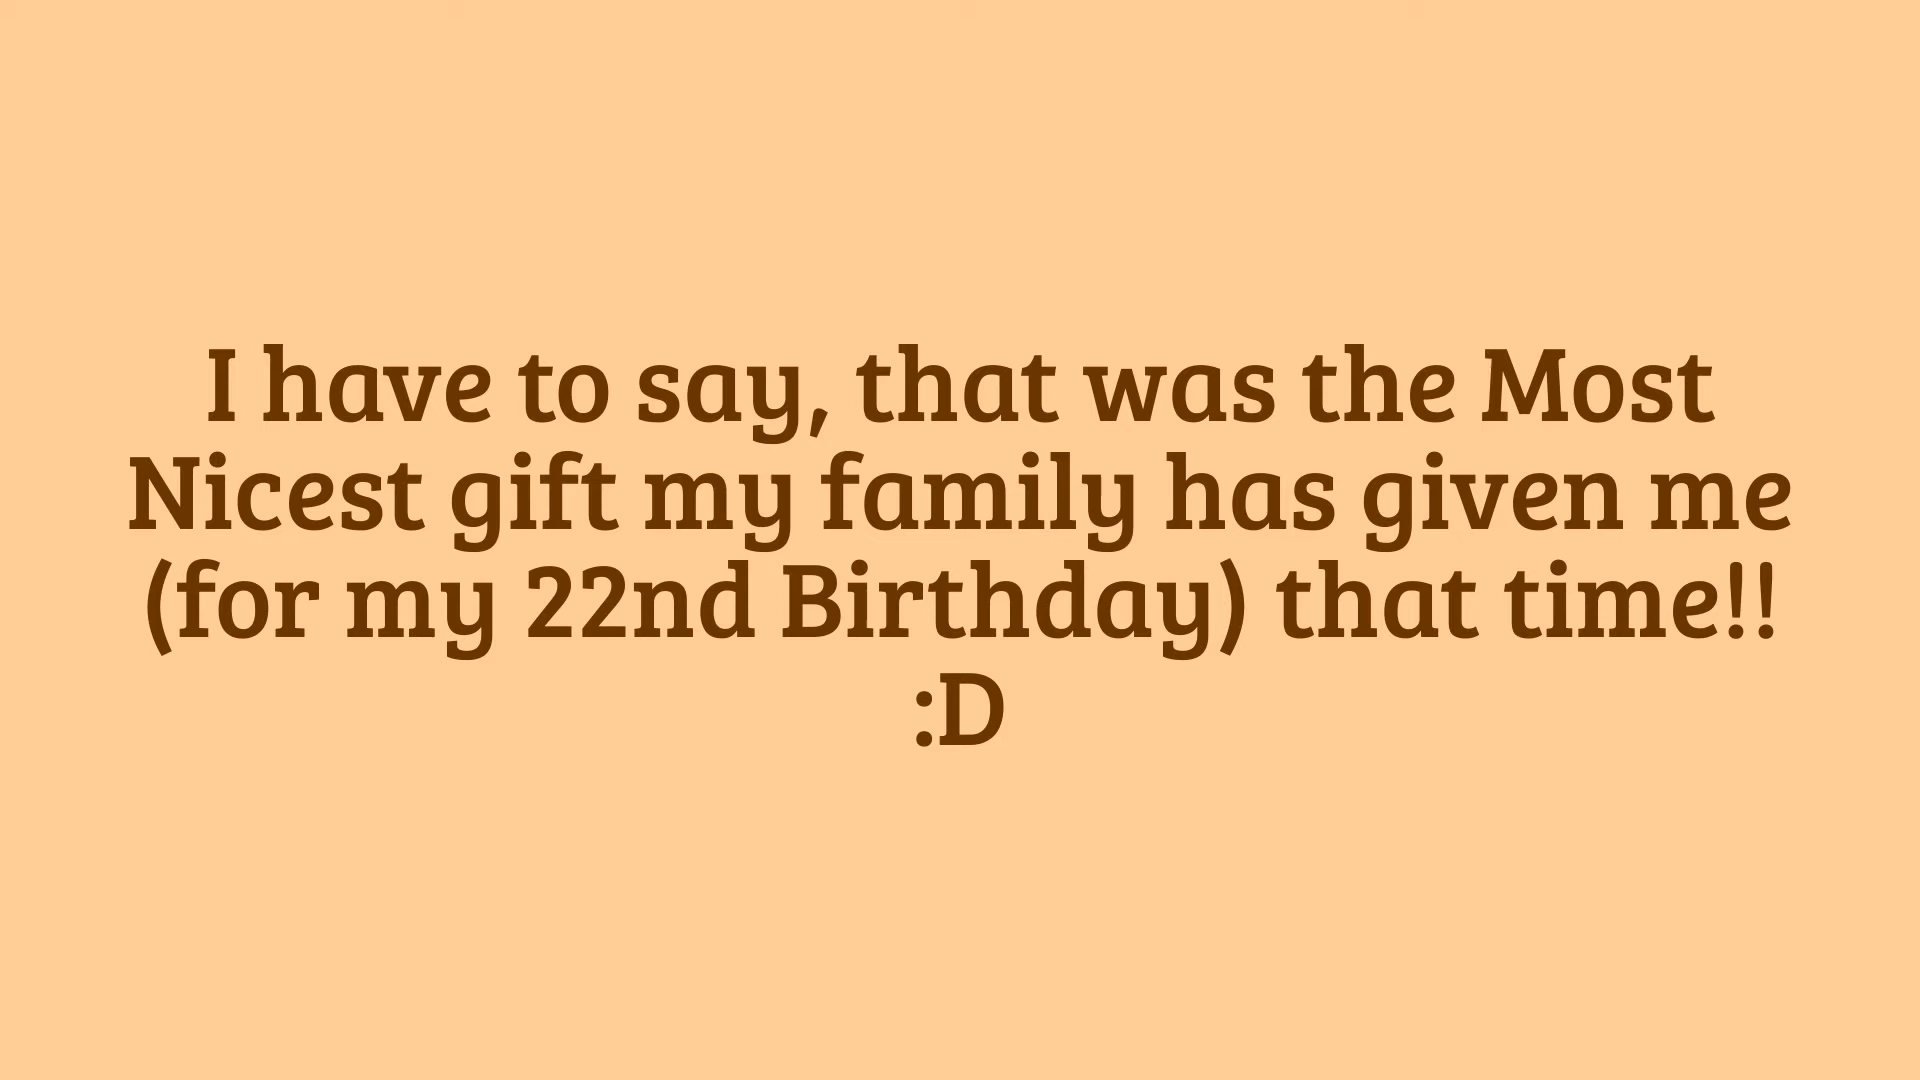 I have to say, that was the Most
Nicest gift my family has given me
(for my 22nd Birthday) that time!!
:D